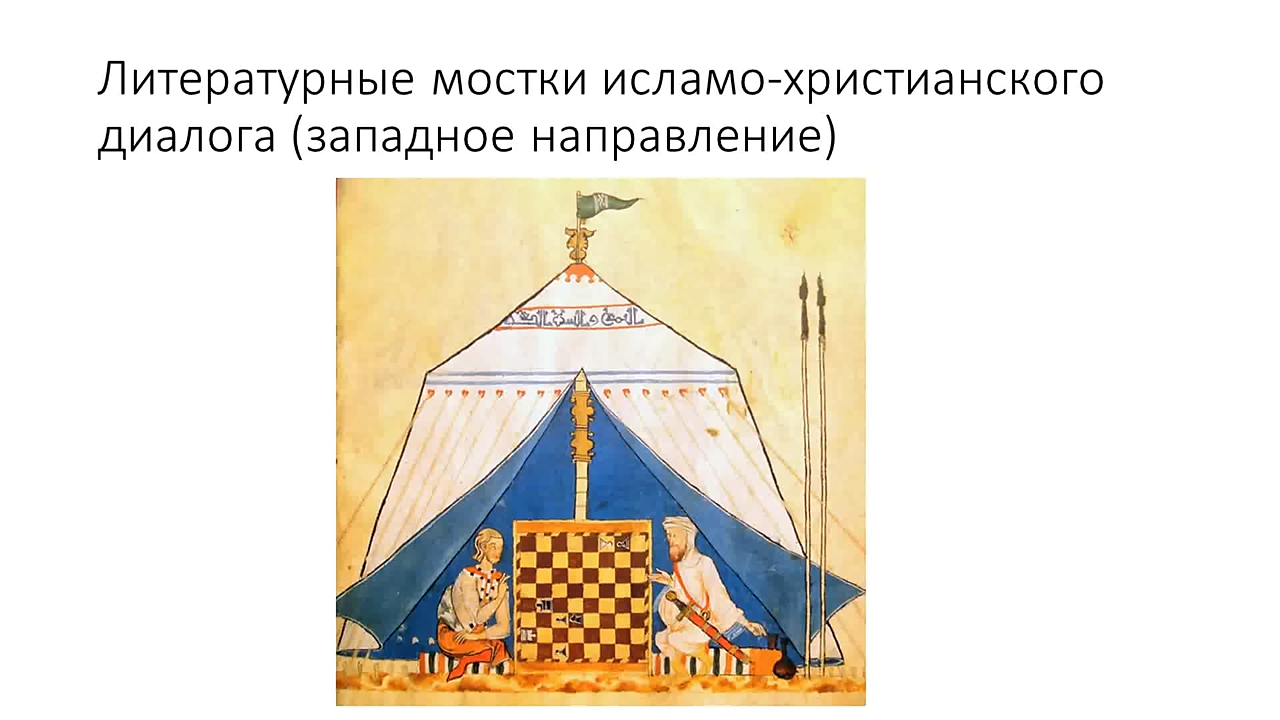 Литературные мостки исламо-христианского
диалога (западное направление)